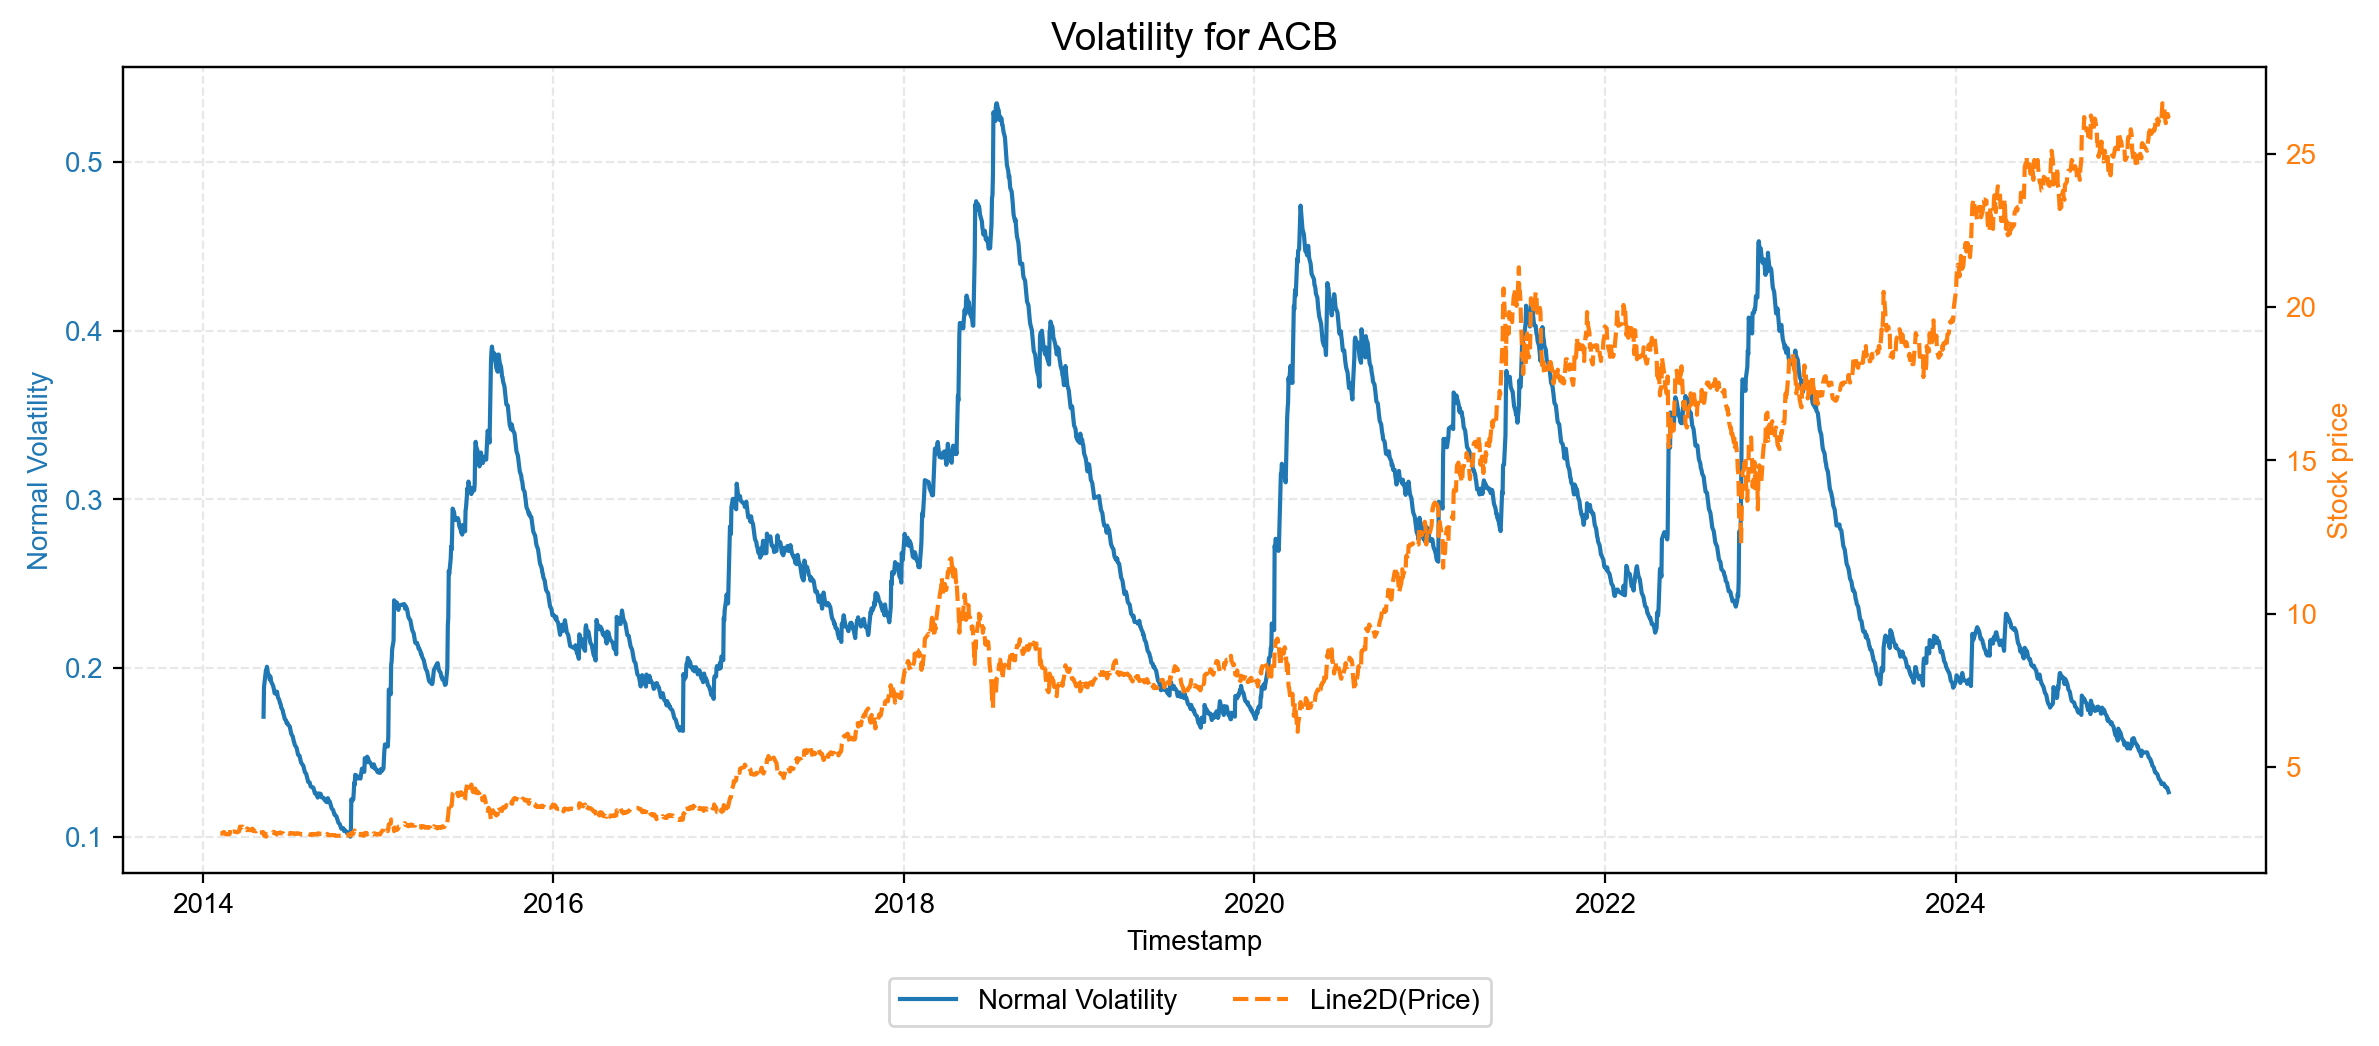 Volatility for ACB
Normal Volatility
0.5
0.4
0.3
0.2
0.1
25
20
15
10
5
Stock price
2014 2016 2018 2020 2022 2024
Timestamp
Normal Volatility Line2D(Price)